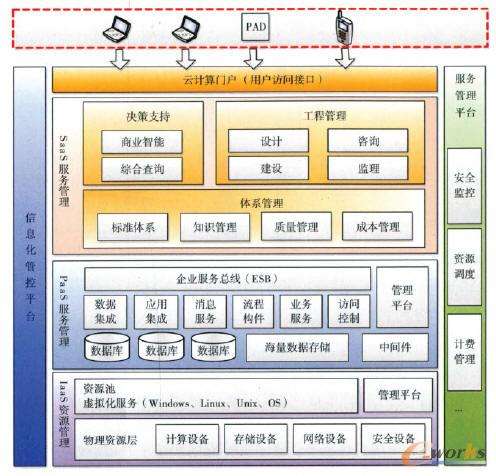 PAD
云计算门户（用户访问接口）
信息化管控平台
SaaS服务管理
决策支持
商业智能
综合查询
工程管理
设计
咨询
建设
监理
体系管理
标准体系
知识管理
质量管理
成本管理
PaaS服务管理
企业服务总线（ESB）
数据集成
应用集成
消息服务
流程构件
业务服务
访问控制
管理平台
数据库
数据库
数据库
海量数据存储
中间件
IaaS资源管理
资源池
虚拟化服务（Windows、Linux、Unix、OS）
管理平台
物理资源层
计算设备
存储设备
网络设备
安全设备
服务管理平台
安全监控
资源调度
计费管理
...
e-works